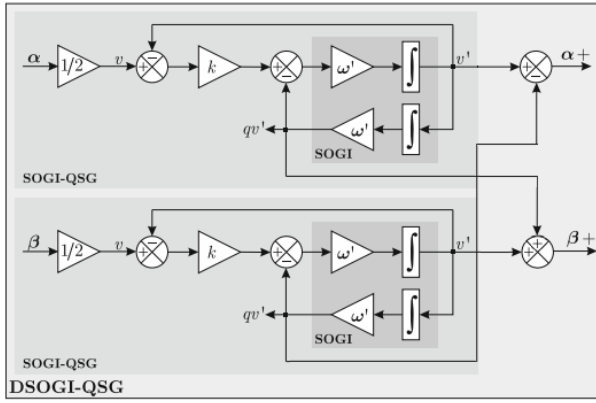 α 1/2 v + − k + − ω' ∫ v' + − α+
qv' ω' ∫
SOGI
SOGI-QSG
β 1/2 v + − k + − ω' ∫ v' + + β+
qv' ω' ∫
SOGI
SOGI-QSG
DSOGI-QSG